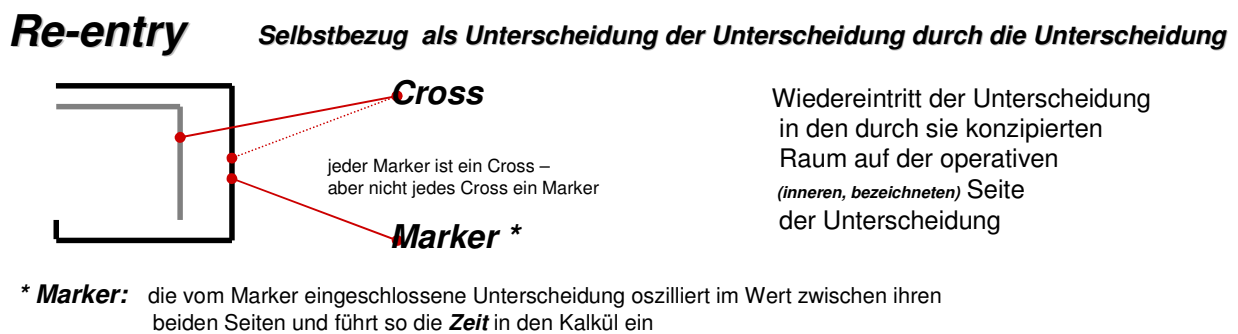 Re-entry Selbstbezug als Unterscheidung der Unterscheidung durch die Unterscheidung
Cross
jeder Marker ist ein Cross –
aber nicht jedes Cross ein Marker
Marker *
Wiedereintritt der Unterscheidung
in den durch sie konzipierten
Raum auf der operativen
(inneren, bezeichneten) Seite
der Unterscheidung
* Marker: die vom Marker eingeschlossene Unterscheidung oszilliert im Wert zwischen ihren
beiden Seiten und führt so die Zeit in den Kalkül ein